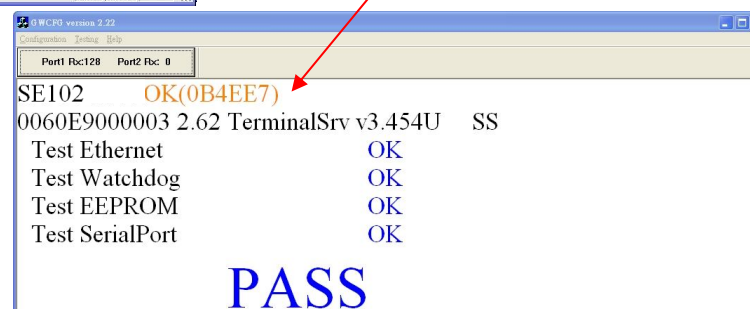 GWCFG version 2.22
Configuration Testing Help
Port1 Rx:128 Port2 Rx: 0
SE102 OK(0B4EE7)
0060E9000003 2.62 TerminalSrv v3.454U SS
Test Ethernet OK
Test Watchdog OK
Test EEPROM OK
Test SerialPort OK
PASS